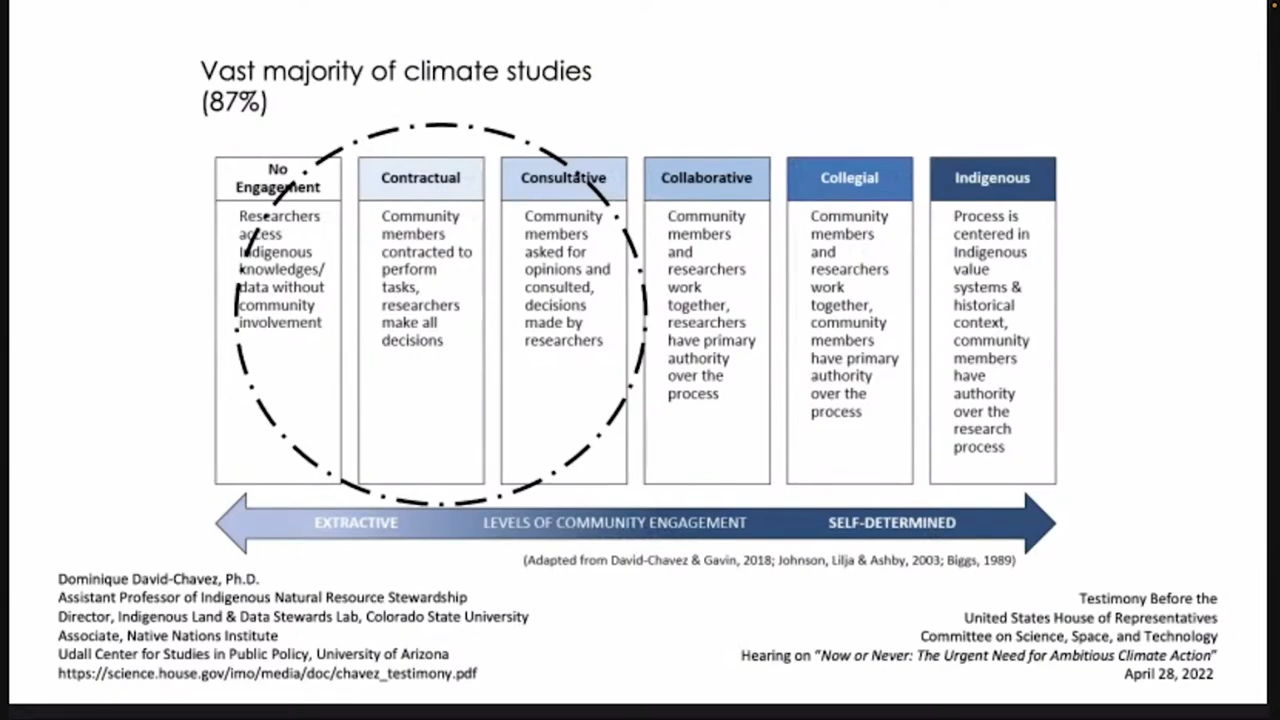 Vast majority of climate studies
(87%)
No
Engagement
Researchers
access
Indigenous
knowledges/
data without
community
involvement
Contractual
Community
members
contracted to
perform
tasks,
researchers
make all
decisions
Consultative
Community
members
asked for
opinions and
consulted,
decisions
made by
researchers
Collaborative
Community
members
and
researchers
work
together,
researchers
have primary
authority
over the
process
Collegial
Community
members
and
researchers
work
together,
community
members
have primary
authority
over the
process
Indigenous
Process is
centered in
Indigenous
value
systems &
historical
context,
community
members
have
authority
over the
research
process
EXTRACTIVE LEVELS OF COMMUNITY ENGAGEMENT SELF-DETERMINED
(Adapted from David-Chavez & Gavin, 2018; Johnson, Lilja & Ashby, 2003; Biggs, 1989)
Dominique David-Chavez, Ph.D.
Assistant Professor of Indigenous Natural Resource Stewardship
Director, Indigenous Land & Data Stewards Lab, Colorado State University
Associate, Native Nations Institute
Udall Center for Studies in Public Policy, University of Arizona
https://science.house.gov/imo/media/doc/chavez_testimony.pdf
Testimony Before the
United States House of Representatives
Committee on Science, Space, and Technology
Hearing on "Now or Never: The Urgent Need for Ambitious Climate Action"
April 28, 2022